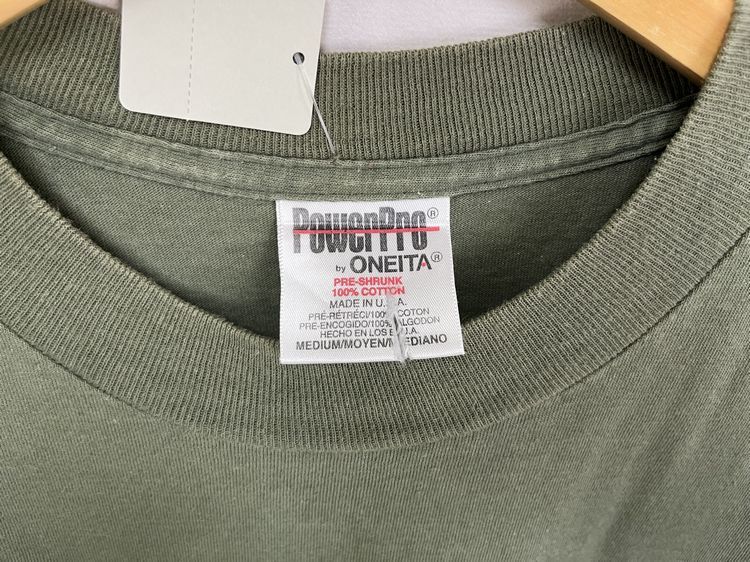 PowerPro®
by ONEITA®
PRE-SHRUNK
100% COTTON
MADE IN U.S.A.
PRÉ-RÉTRÉCI/100% COTON
PRE-ENCOGIDO/100% ALGODON
HECHO EN LOS E.U.A.
MEDIUM/MOYEN/MEDIANO